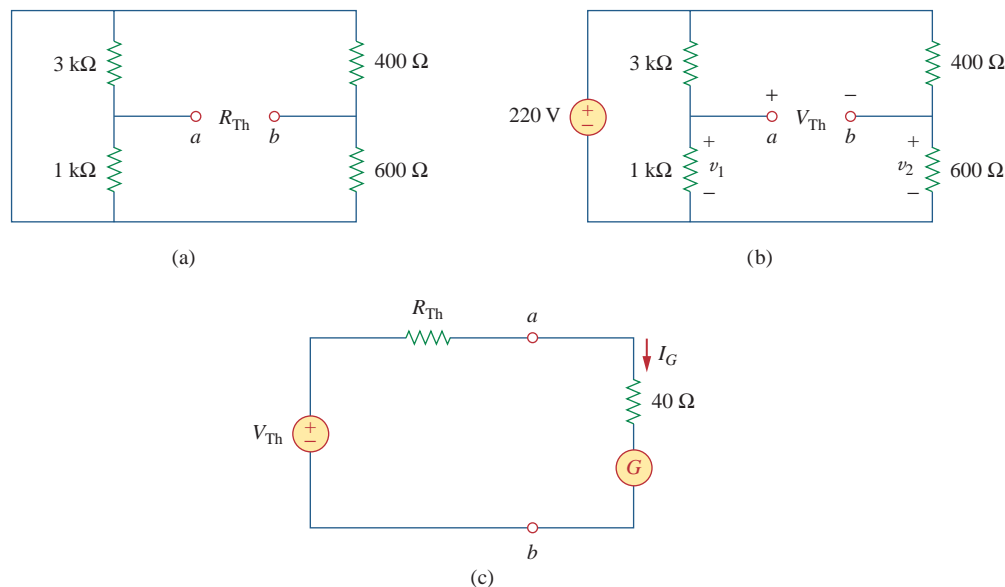 3 kΩ
400 Ω
R_Th
a
b
1 kΩ
600 Ω
(a)
220 V
+
−
3 kΩ
400 Ω
+
−
a
V_Th
b
1 kΩ
+
v_1
−
+
v_2
−
600 Ω
(b)
R_Th
a
I_G
40 Ω
V_Th
+
−
G
b
(c)